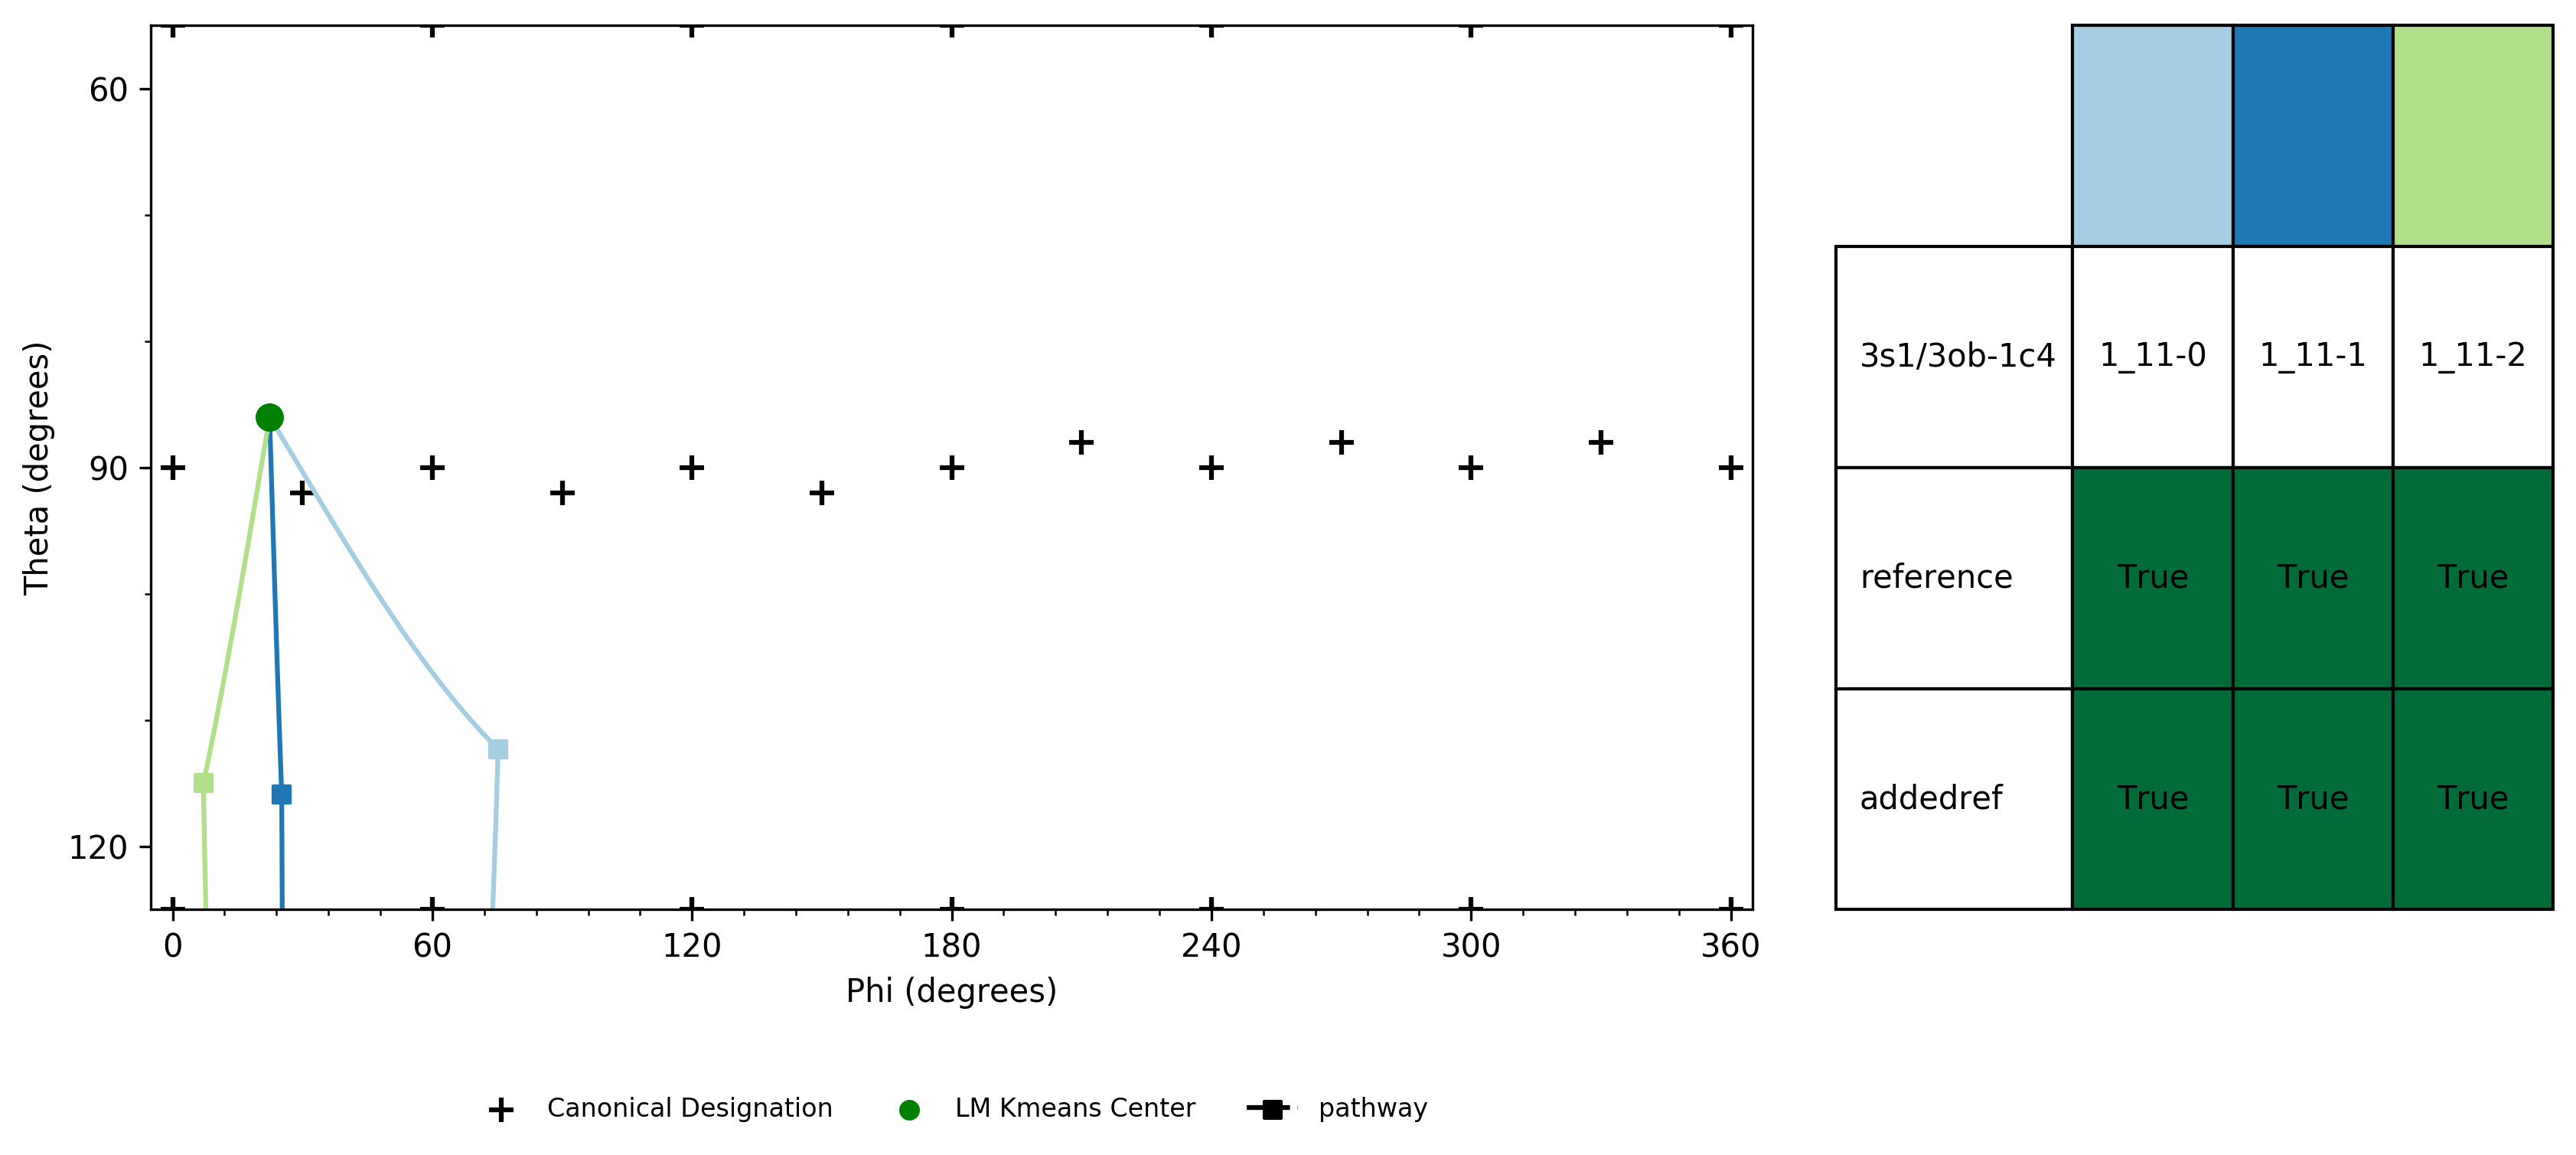 60
90
120
Theta (degrees)
0 60 120 180 240 300 360
Phi (degrees)
Canonical Designation LM Kmeans Center pathway
3s1/3ob-1c4 1_11-0 1_11-1 1_11-2
reference True True True
addedref True True True